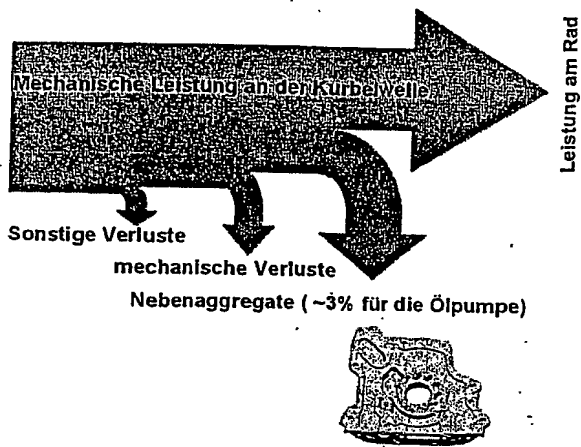 Mechanische Leistung an der Kurbelwelle
Leistung am Rad
Sonstige Verluste
mechanische Verluste
Nebenaggregate ( ~3% für die Ölpumpe)